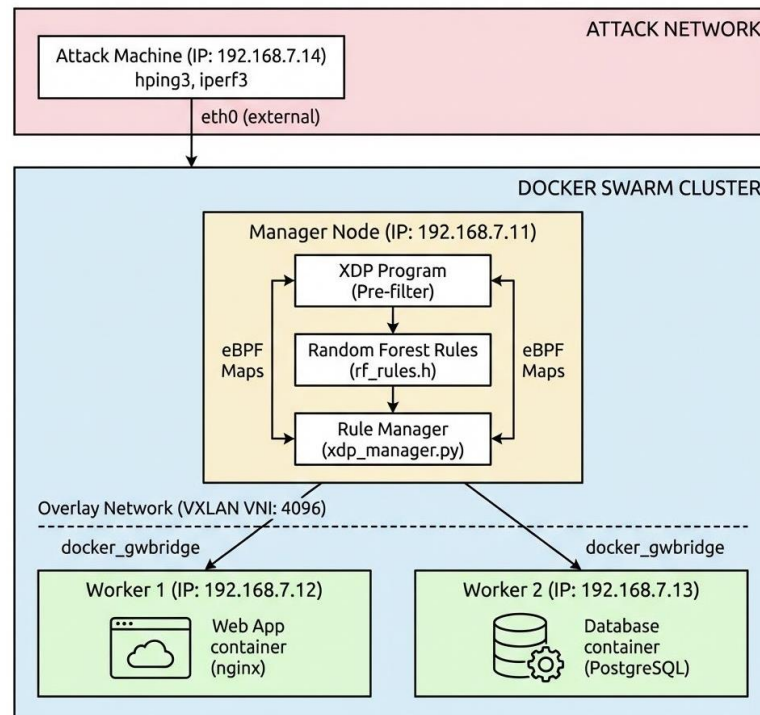 ATTACK NETWORK
Attack Machine (IP: 192.168.7.14)
hping3, iperf3
eth0 (external)
DOCKER SWARM CLUSTER
Manager Node (IP: 192.168.7.11)
XDP Program
(Pre-filter)
eBPF
Maps
Random Forest Rules
(rf_rules.h)
eBPF
Maps
Rule Manager
(xdp_manager.py)
Overlay Network (VXLAN VNI: 4096)
docker_gwbridge
docker_gwbridge
Worker 1 (IP: 192.168.7.12)
Web App
container
(nginx)
Worker 2 (IP: 192.168.7.13)
Database
container
(PostgreSQL)